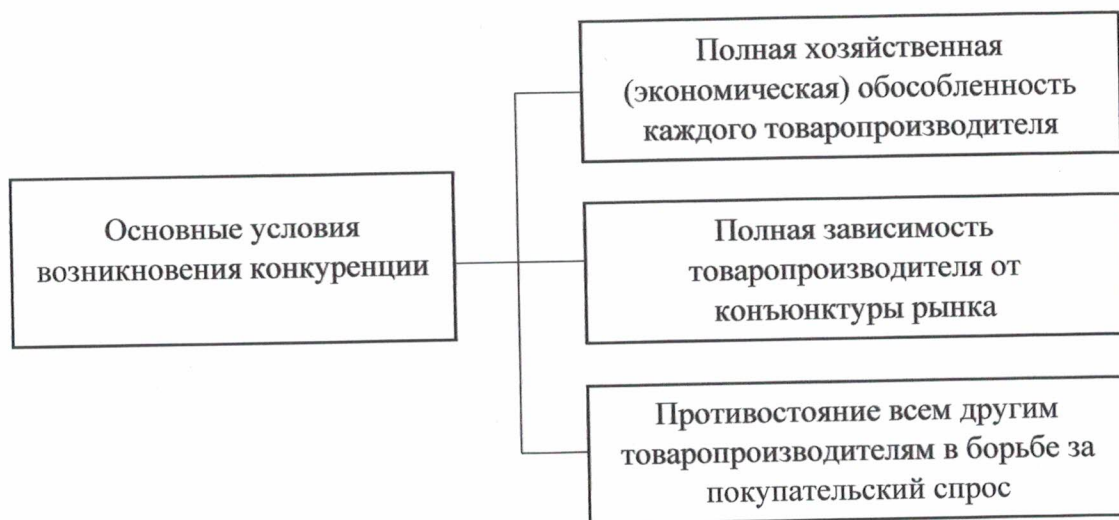 Полная хозяйственная
(экономическая) обособленность
каждого товаропроизводителя
Основные условия
возникновения конкуренции
Полная зависимость
товаропроизводителя от
конъюнктуры рынка
Противостояние всем другим
товаропроизводителям в борьбе за
покупательский спрос